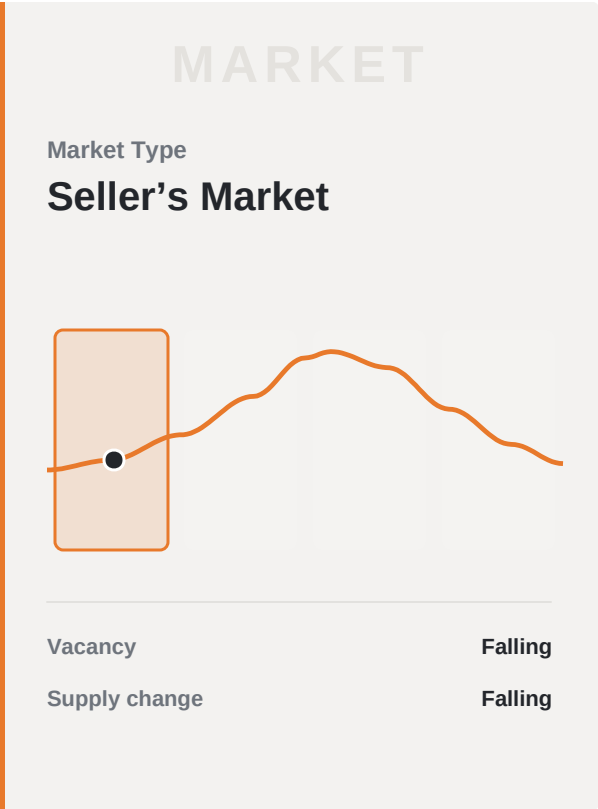 MARKET
Market Type
Seller’s Market
Vacancy Falling
Supply change Falling